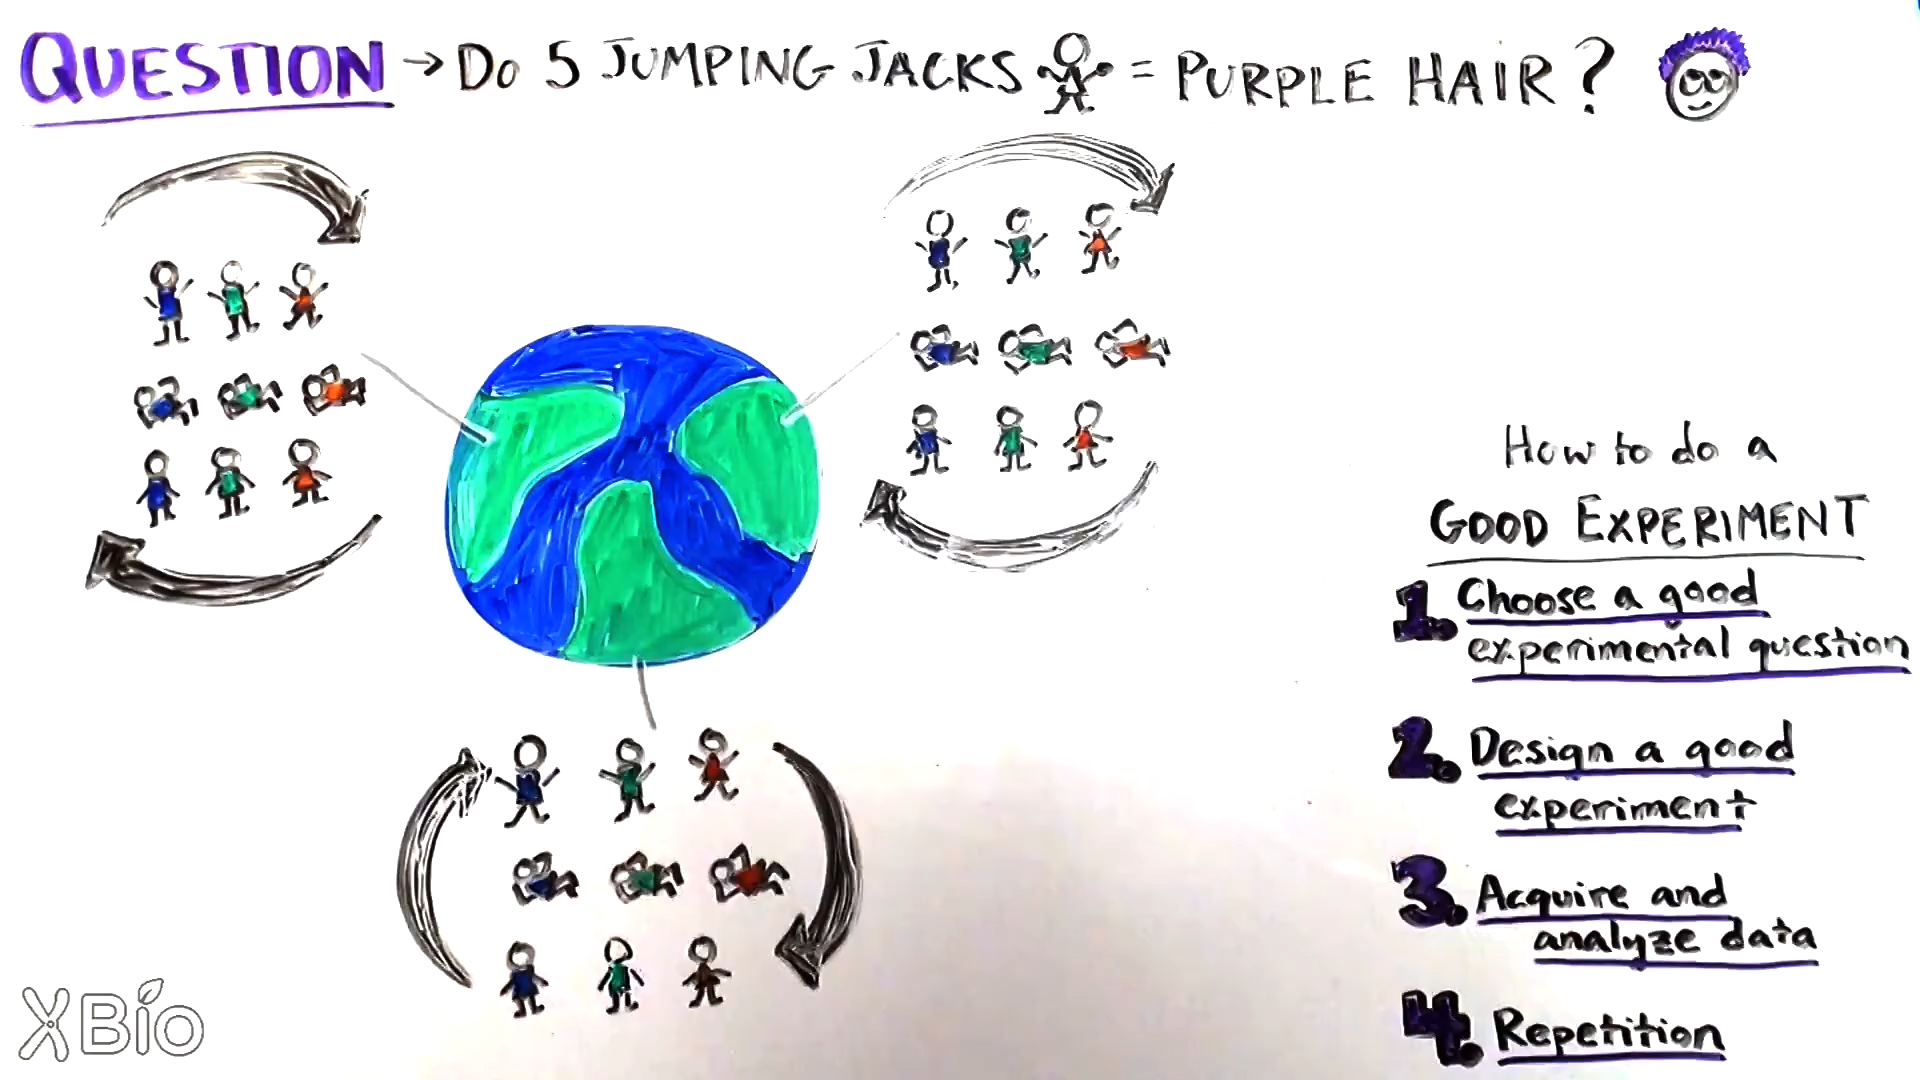 QUESTION → Do 5 JUMPING JACKS = PURPLE HAIR?
How to do a
GOOD EXPERIMENT
1. Choose a good
experimental question
2. Design a good
experiment
3. Acquire and
analyze data
4. Repetition
XBio